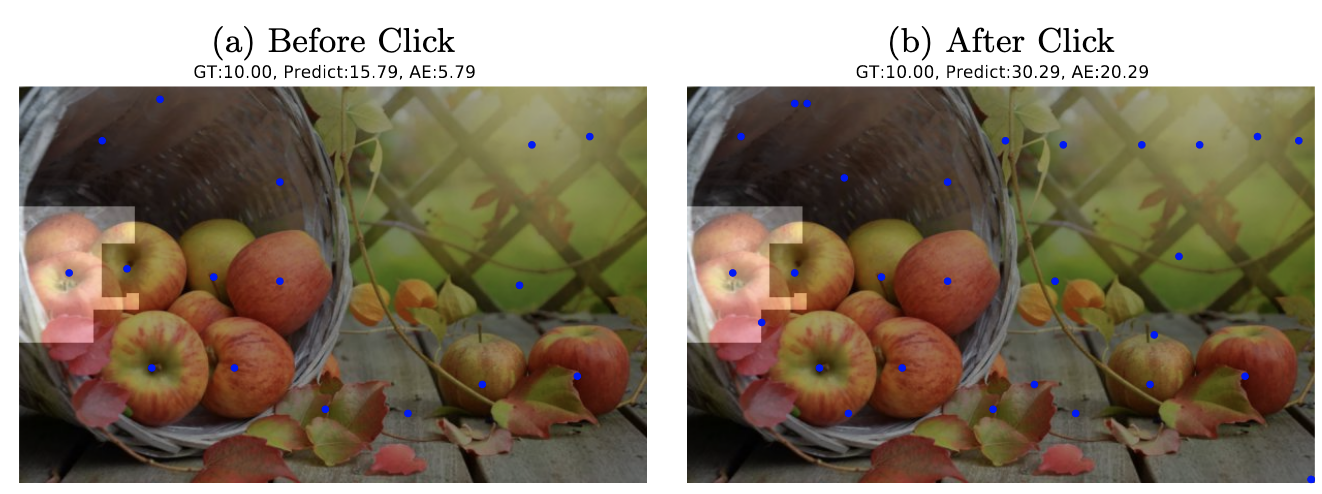 (a) Before Click
GT:10.00, Predict:15.79, AE:5.79
(b) After Click
GT:10.00, Predict:30.29, AE:20.29